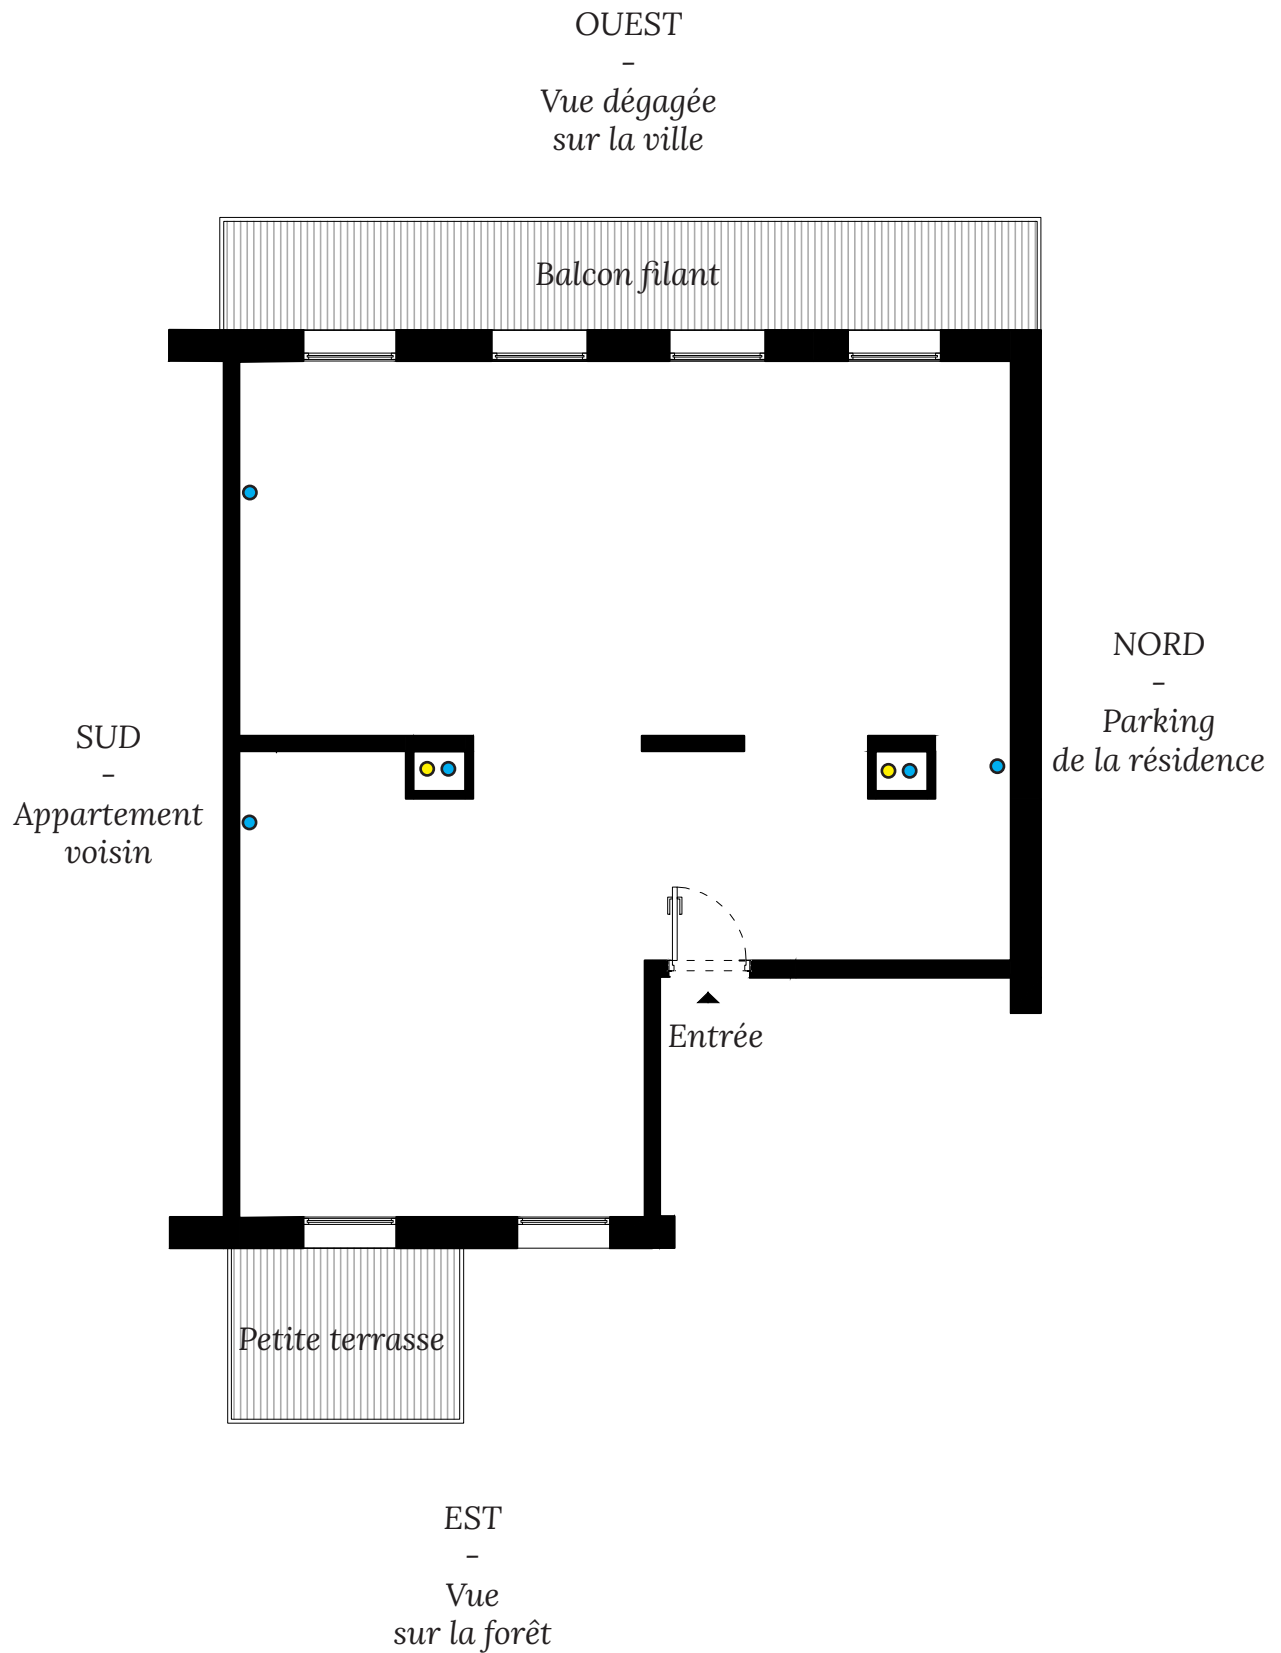 OUEST
-
Vue dégagée
sur la ville
Balcon filant
NORD
-
Parking
de la résidence
SUD
-
Appartement
voisin
Entrée
Petite terrasse
EST
-
Vue
sur la forêt